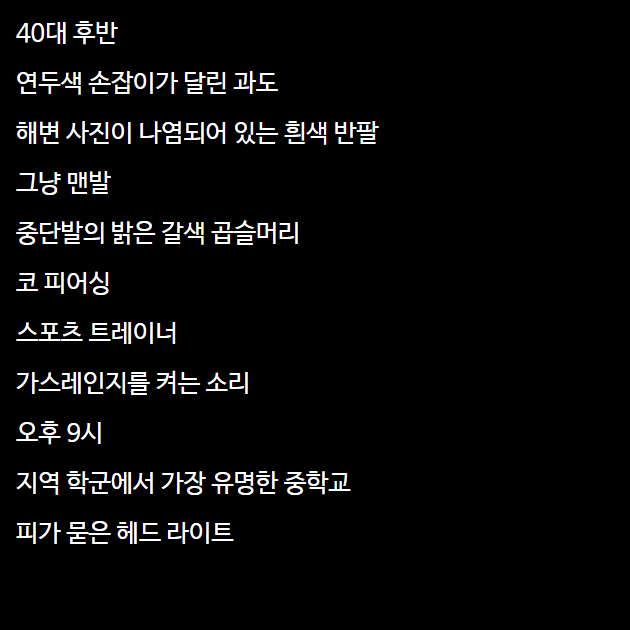 40대 후반
연두색 손잡이가 달린 과도
해변 사진이 나염되어 있는 흰색 반팔
그냥 맨발
중단발의 밝은 갈색 곱슬머리
코 피어싱
스포츠 트레이너
가스레인지를 켜는 소리
오후 9시
지역 학군에서 가장 유명한 중학교
피가 묻은 헤드 라이트